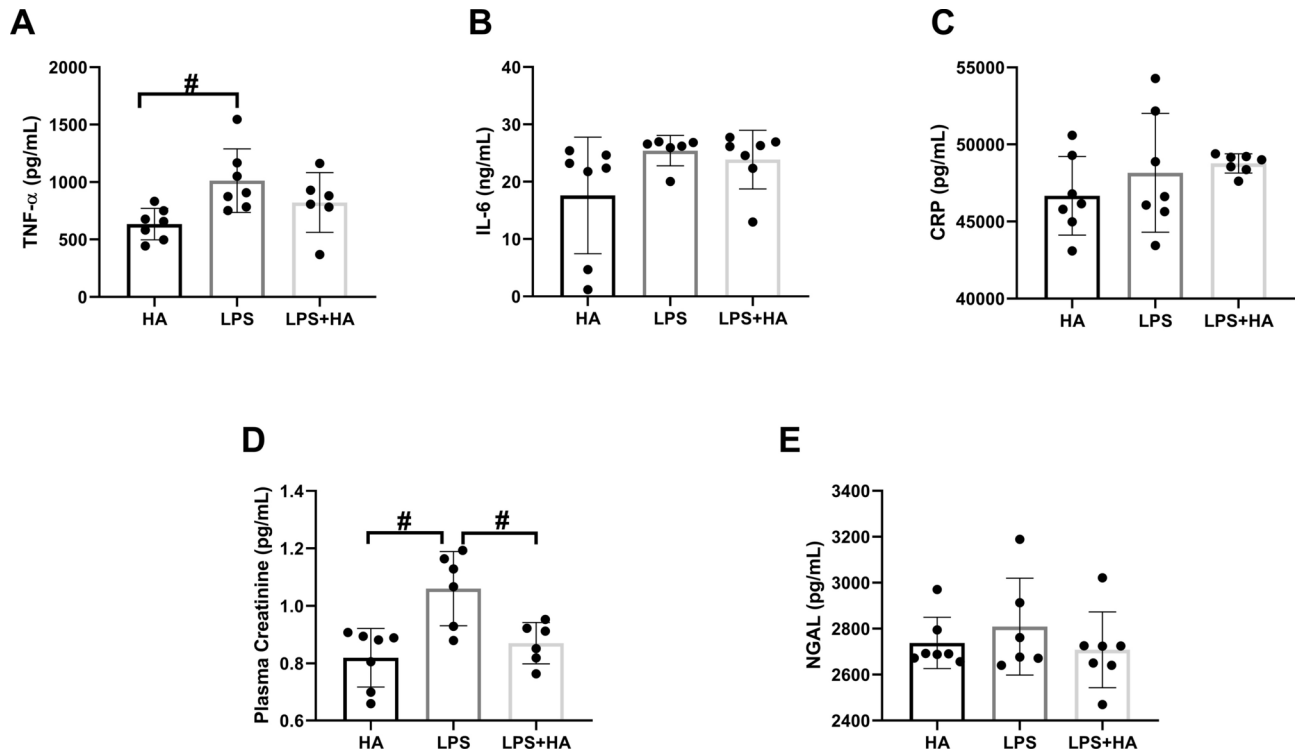 A
TNF-α (pg/mL)
2000
1500
1000
500
0
#
HA LPS LPS+HA
B
IL-6 (ng/mL)
40
30
20
10
0
HA LPS LPS+HA
C
CRP (pg/mL)
55000
50000
45000
40000
HA LPS LPS+HA
D
Plasma Creatinine (pg/mL)
1.4
1.2
1.0
0.8
0.6
# #
HA LPS LPS+HA
E
NGAL (pg/mL)
3400
3200
3000
2800
2600
2400
HA LPS LPS+HA